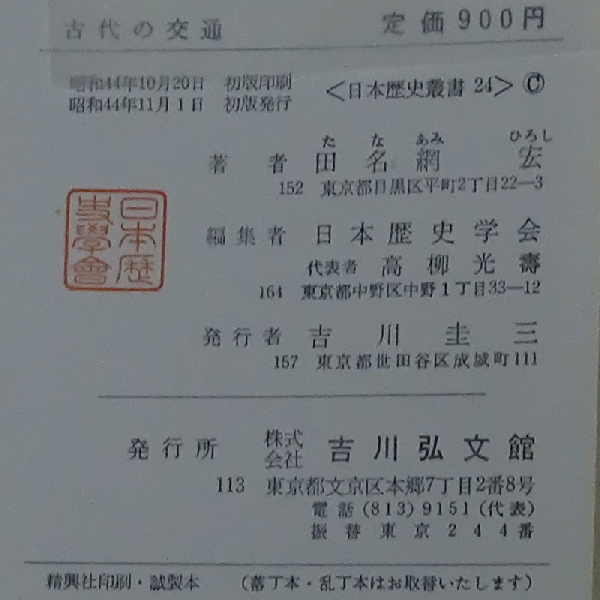 古代の交通 定価900円
昭和44年10月20日 初版印刷
昭和44年11月1日 初版発行
<日本歴史叢書 24> Ⓒ
たなあみ ひろし
著者 田名網 宏
152 東京都目黒区平町2丁目22—3
編集者 日本歴史学会
代表者 高柳光壽
164 東京都中野区中野1丁目33—12
日本歴史學會
発行者 吉川圭三
157 東京都世田谷区成城町111
発行所 株式会社 吉川弘文館
113 東京都文京区本郷7丁目2番8号
電話(813)9151(代表)
振替東京244番
精興社印刷・誠製本 (落丁本・乱丁本はお取替いたします)